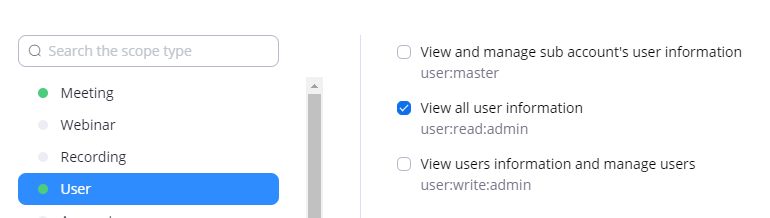 Search the scope type
Meeting
Webinar
Recording
User
View and manage sub account's user information
user:master
View all user information
user:read:admin
View users information and manage users
user:write:admin